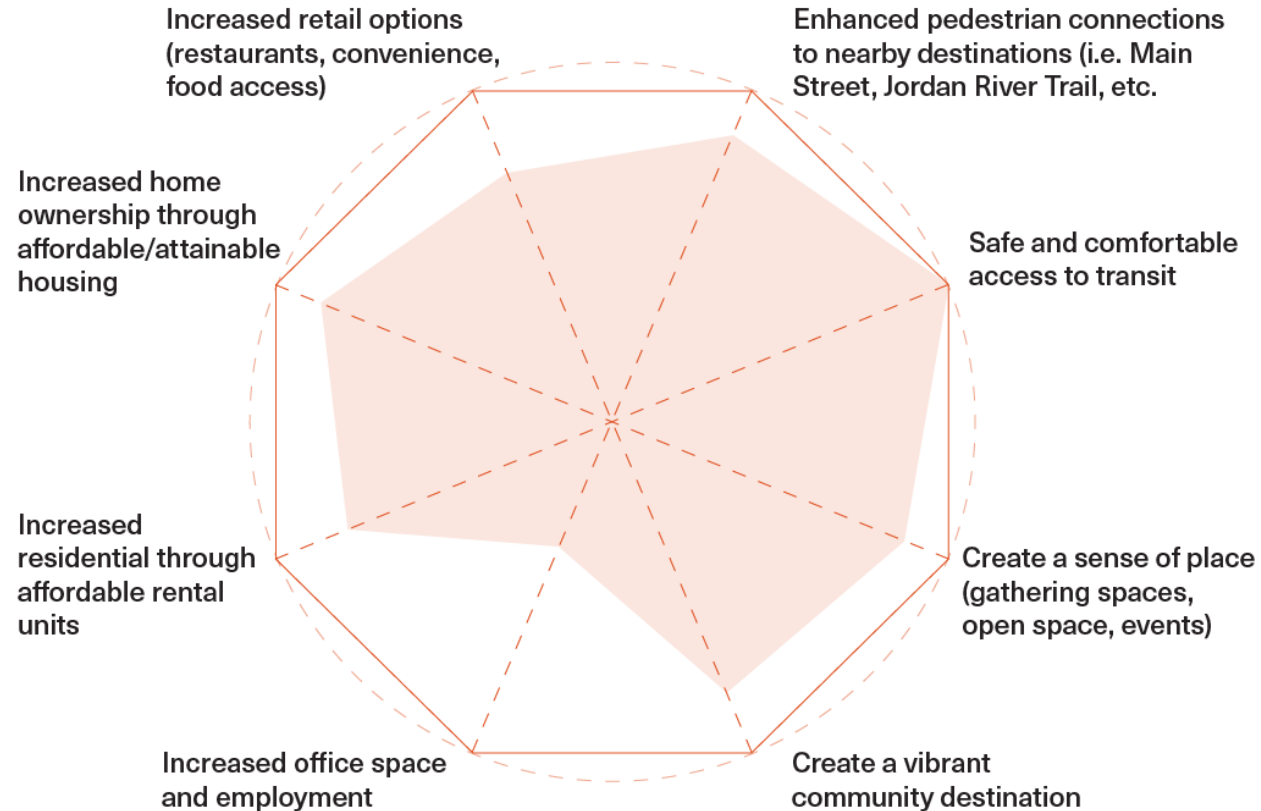 Increased retail options
(restaurants, convenience,
food access)
Enhanced pedestrian connections
to nearby destinations (i.e. Main
Street, Jordan River Trail, etc.
Increased home
ownership through
affordable/attainable
housing
Safe and comfortable
access to transit
Increased
residential through
affordable rental
units
Create a sense of place
(gathering spaces,
open space, events)
Increased office space
and employment
Create a vibrant
community destination